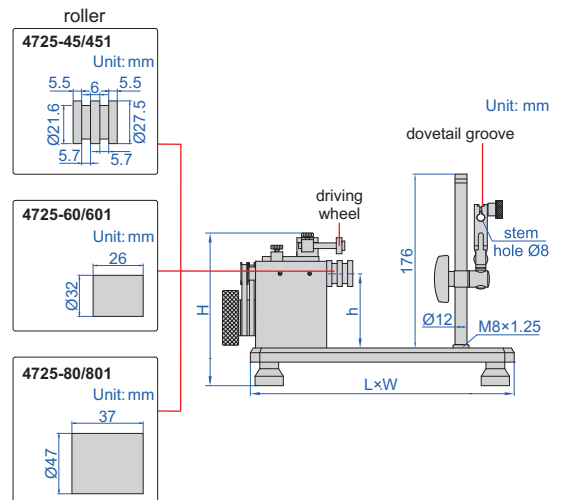 roller
4725-45/451
Unit: mm
5.5 6 5.5
Ø21.6
Ø27.5
5.7
5.7
4725-60/601
Unit: mm
26
Ø32
4725-80/801
Unit: mm
37
Ø47
Unit: mm
dovetail groove
driving
wheel
stem
hole Ø8
176
H
h
Ø12
M8×1.25
L×W